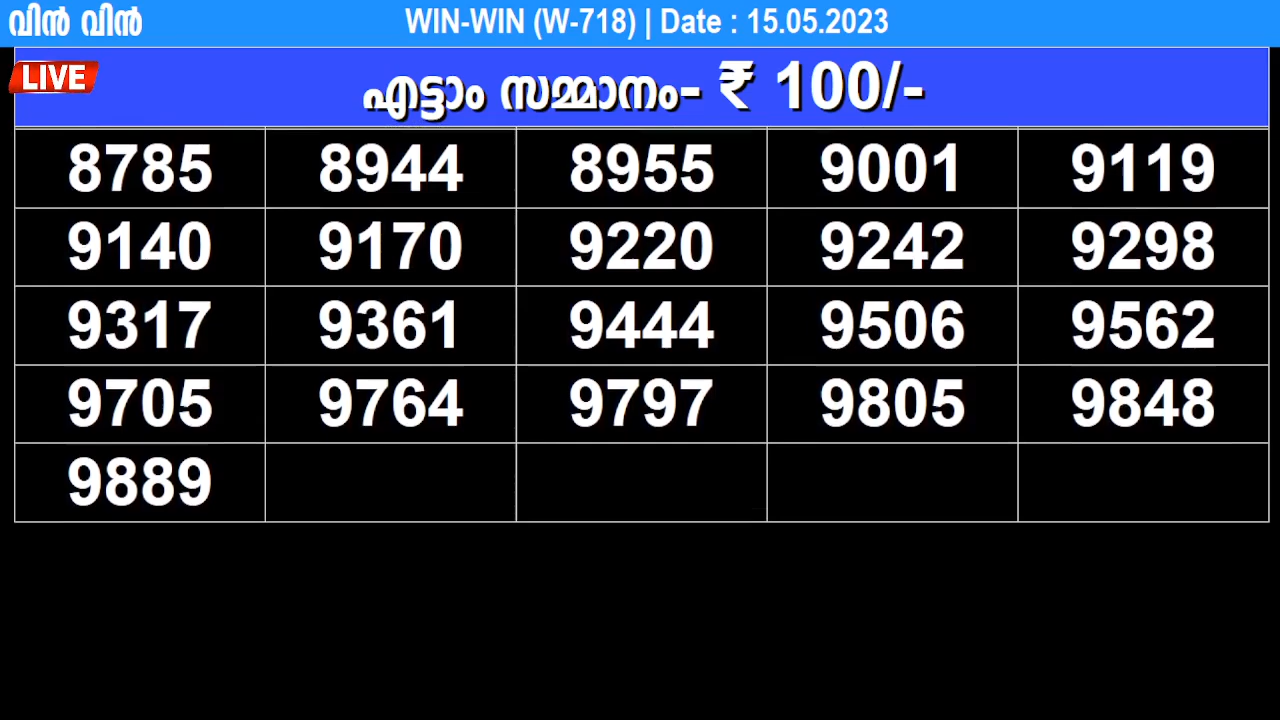 വിൻ വിൻ WIN-WIN (W-718) | Date : 15.05.2023
LIVE
എട്ടാം സമ്മാനം- ₹ 100/-
8785 8944 8955 9001 9119
9140 9170 9220 9242 9298
9317 9361 9444 9506 9562
9705 9764 9797 9805 9848
9889